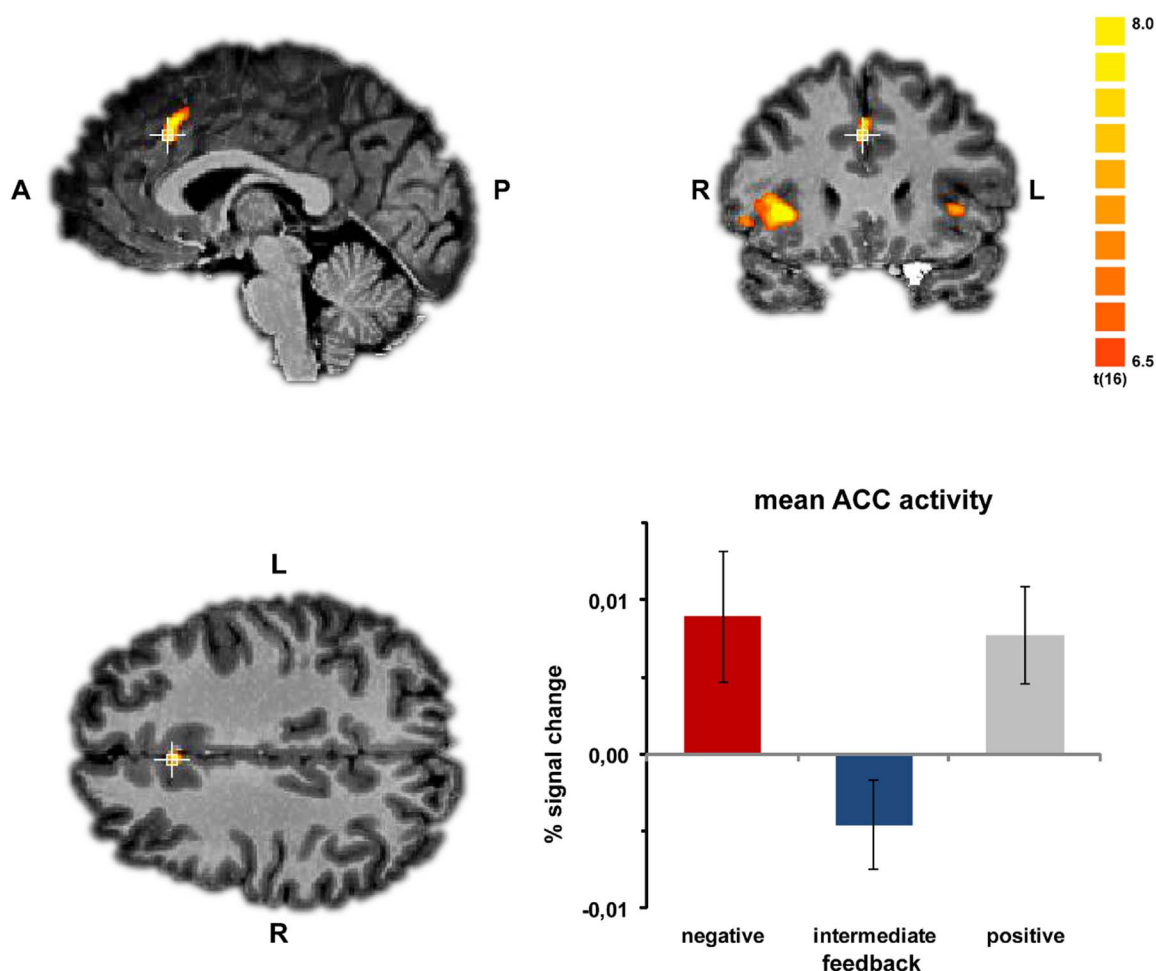 A
P
R
L
8.0
6.5
t(16)
L
R
mean ACC activity
% signal change
0,01
0,00
-0,01
negative
intermediate
positive
feedback